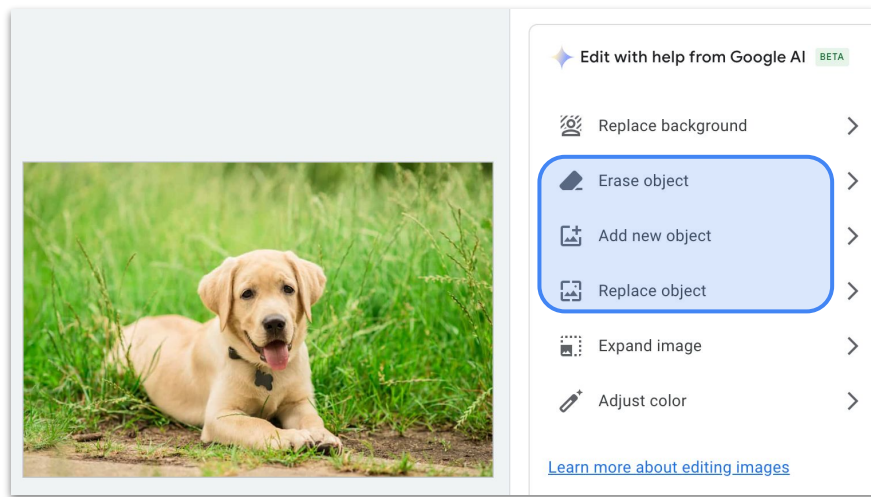 Edit with help from Google AI BETA
Replace background
Erase object
Add new object
Replace object
Expand image
Adjust color
Learn more about editing images